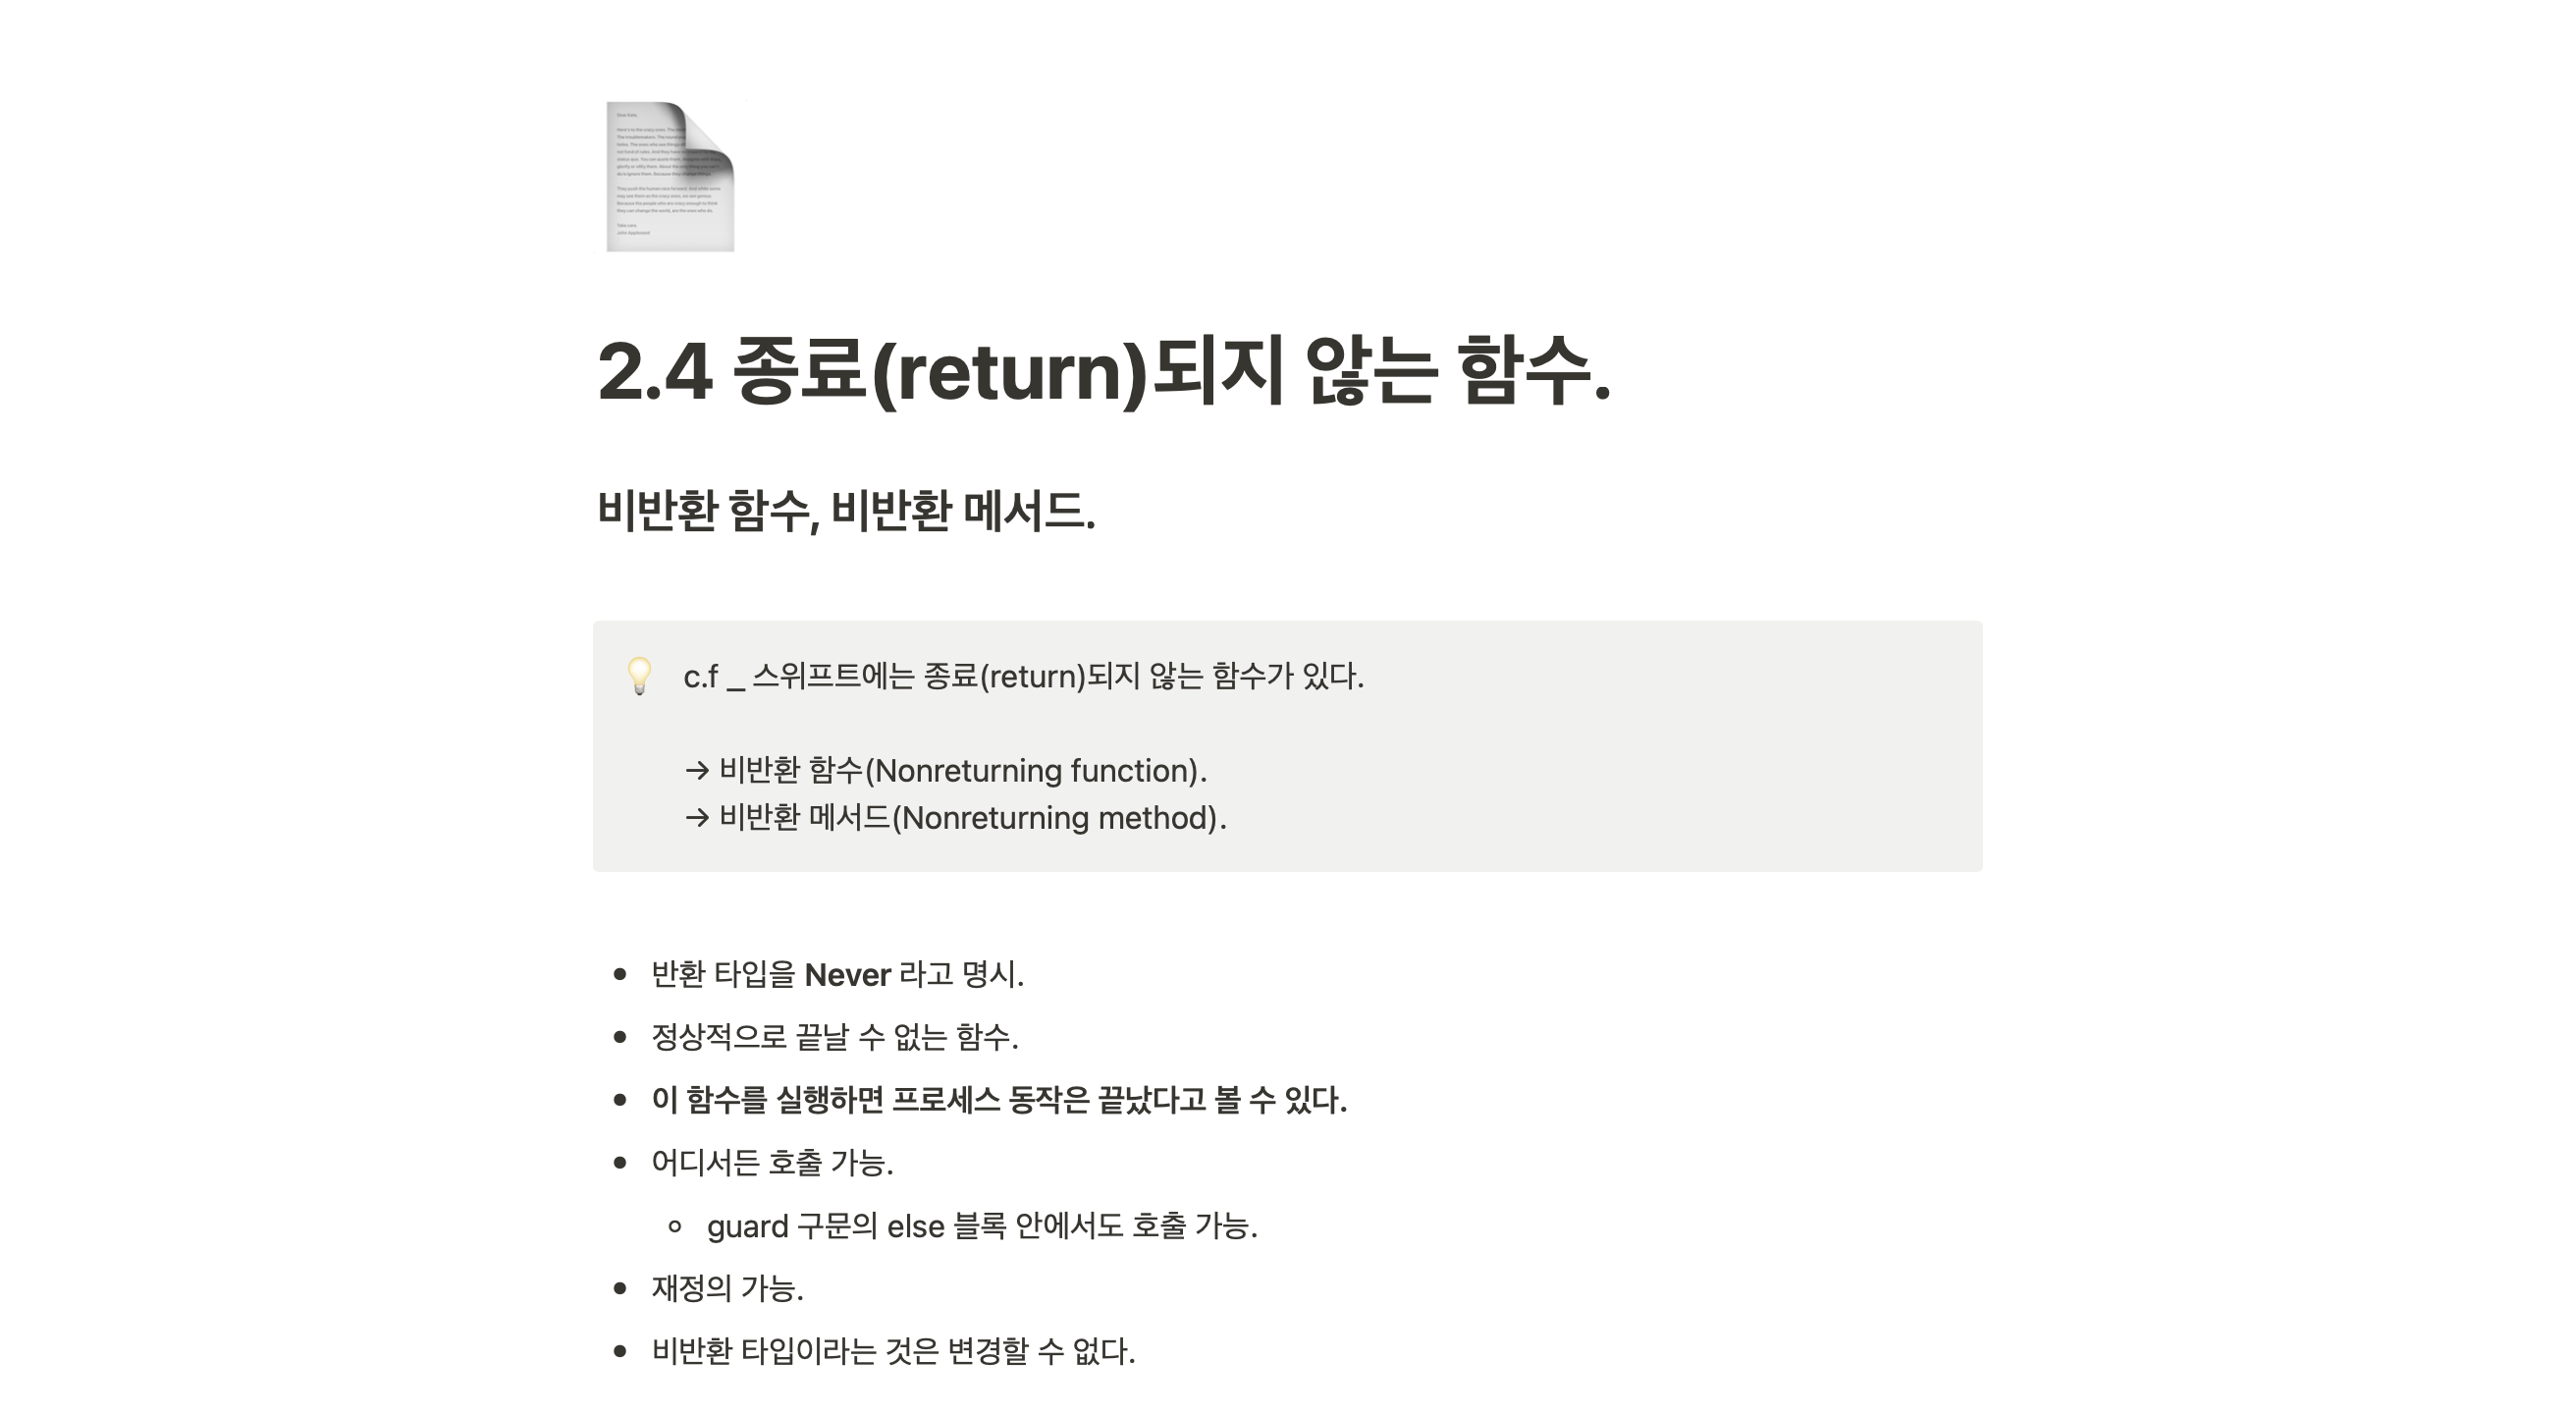 2.4 종료(return)되지 않는 함수.
비반환 함수, 비반환 메서드.
c.f _ 스위프트에는 종료(return)되지 않는 함수가 있다.
→ 비반환 함수(Nonreturning function).
→ 비반환 메서드(Nonreturning method).
• 반환 타입을 Never 라고 명시.
• 정상적으로 끝날 수 없는 함수.
• 이 함수를 실행하면 프로세스 동작은 끝났다고 볼 수 있다.
• 어디서든 호출 가능.
◦ guard 구문의 else 블록 안에서도 호출 가능.
• 재정의 가능.
• 비반환 타입이라는 것은 변경할 수 없다.